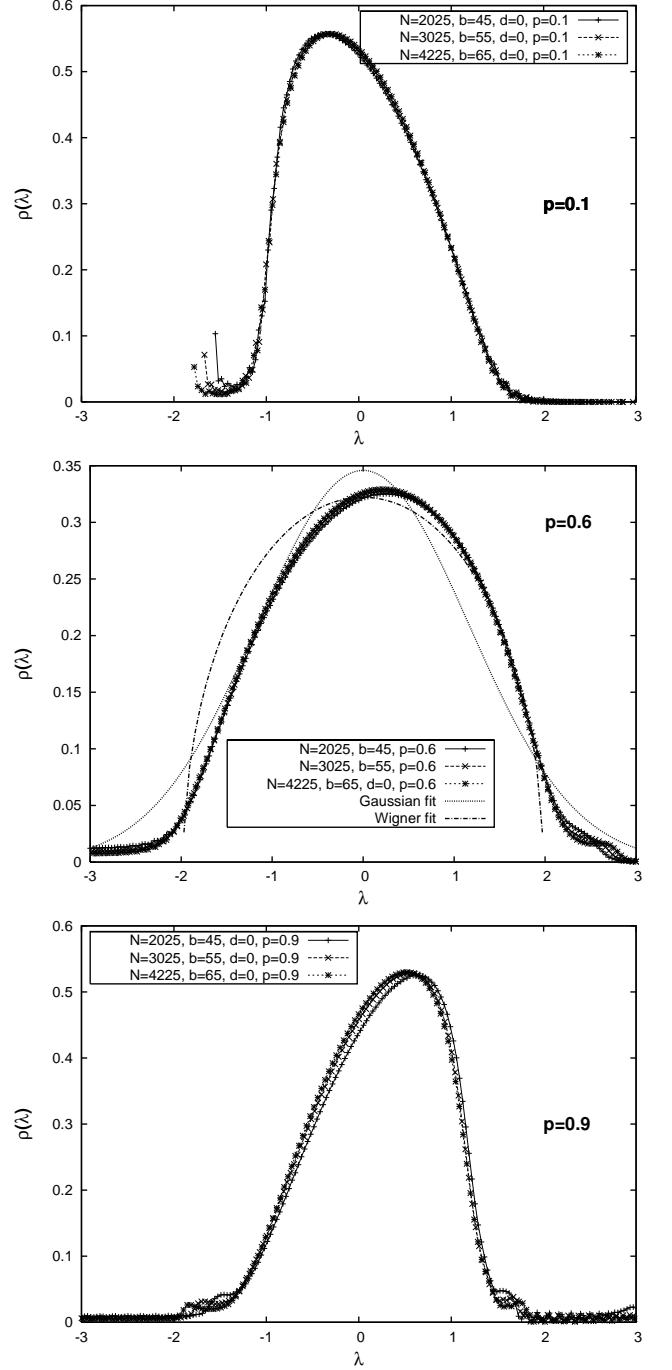 0.6
0.5
0.4
0.3
0.2
0.1
0
ρ(λ)
N=2025, b=45, d=0, p=0.1
N=3025, b=55, d=0, p=0.1
N=4225, b=65, d=0, p=0.1
p=0.1
-3 -2 -1 0 1 2 3
λ
0.35
0.3
0.25
0.2
0.15
0.1
0.05
0
ρ(λ)
p=0.6
N=2025, b=45, p=0.6
N=3025, b=55, p=0.6
N=4225, b=65, d=0, p=0.6
Gaussian fit
Wigner fit
-3 -2 -1 0 1 2 3
λ
0.6
0.5
0.4
0.3
0.2
0.1
0
ρ(λ)
N=2025, b=45, d=0, p=0.9
N=3025, b=55, d=0, p=0.9
N=4225, b=65, d=0, p=0.9
p=0.9
-3 -2 -1 0 1 2 3
λ